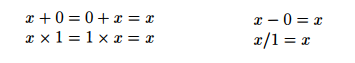 x + 0 = 0 + x = x
x × 1 = 1 × x = x
x − 0 = x
x/1 = x